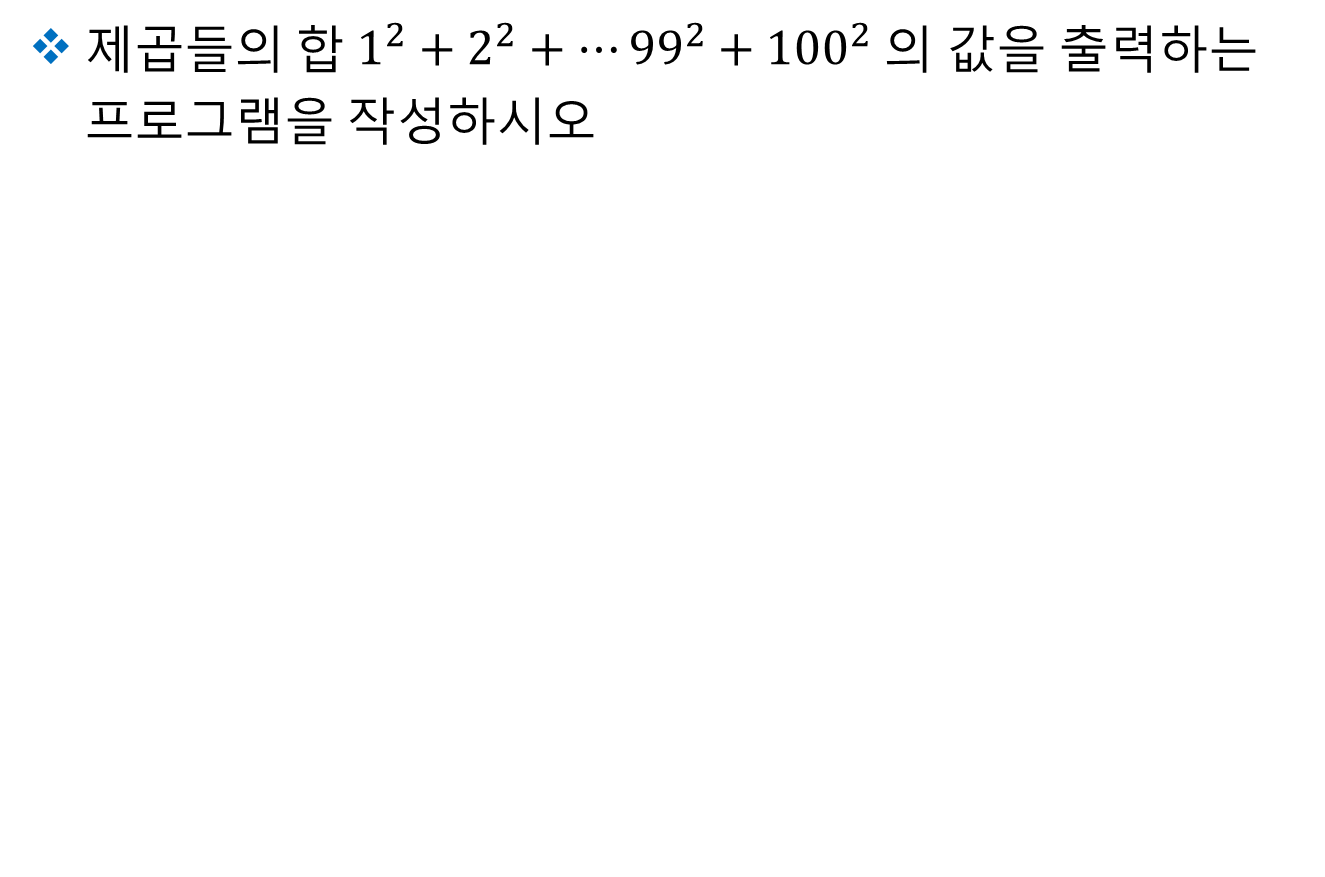 ❖ 제곱들의 합 1² + 2² + ⋯ 99² + 100² 의 값을 출력하는
프로그램을 작성하시오